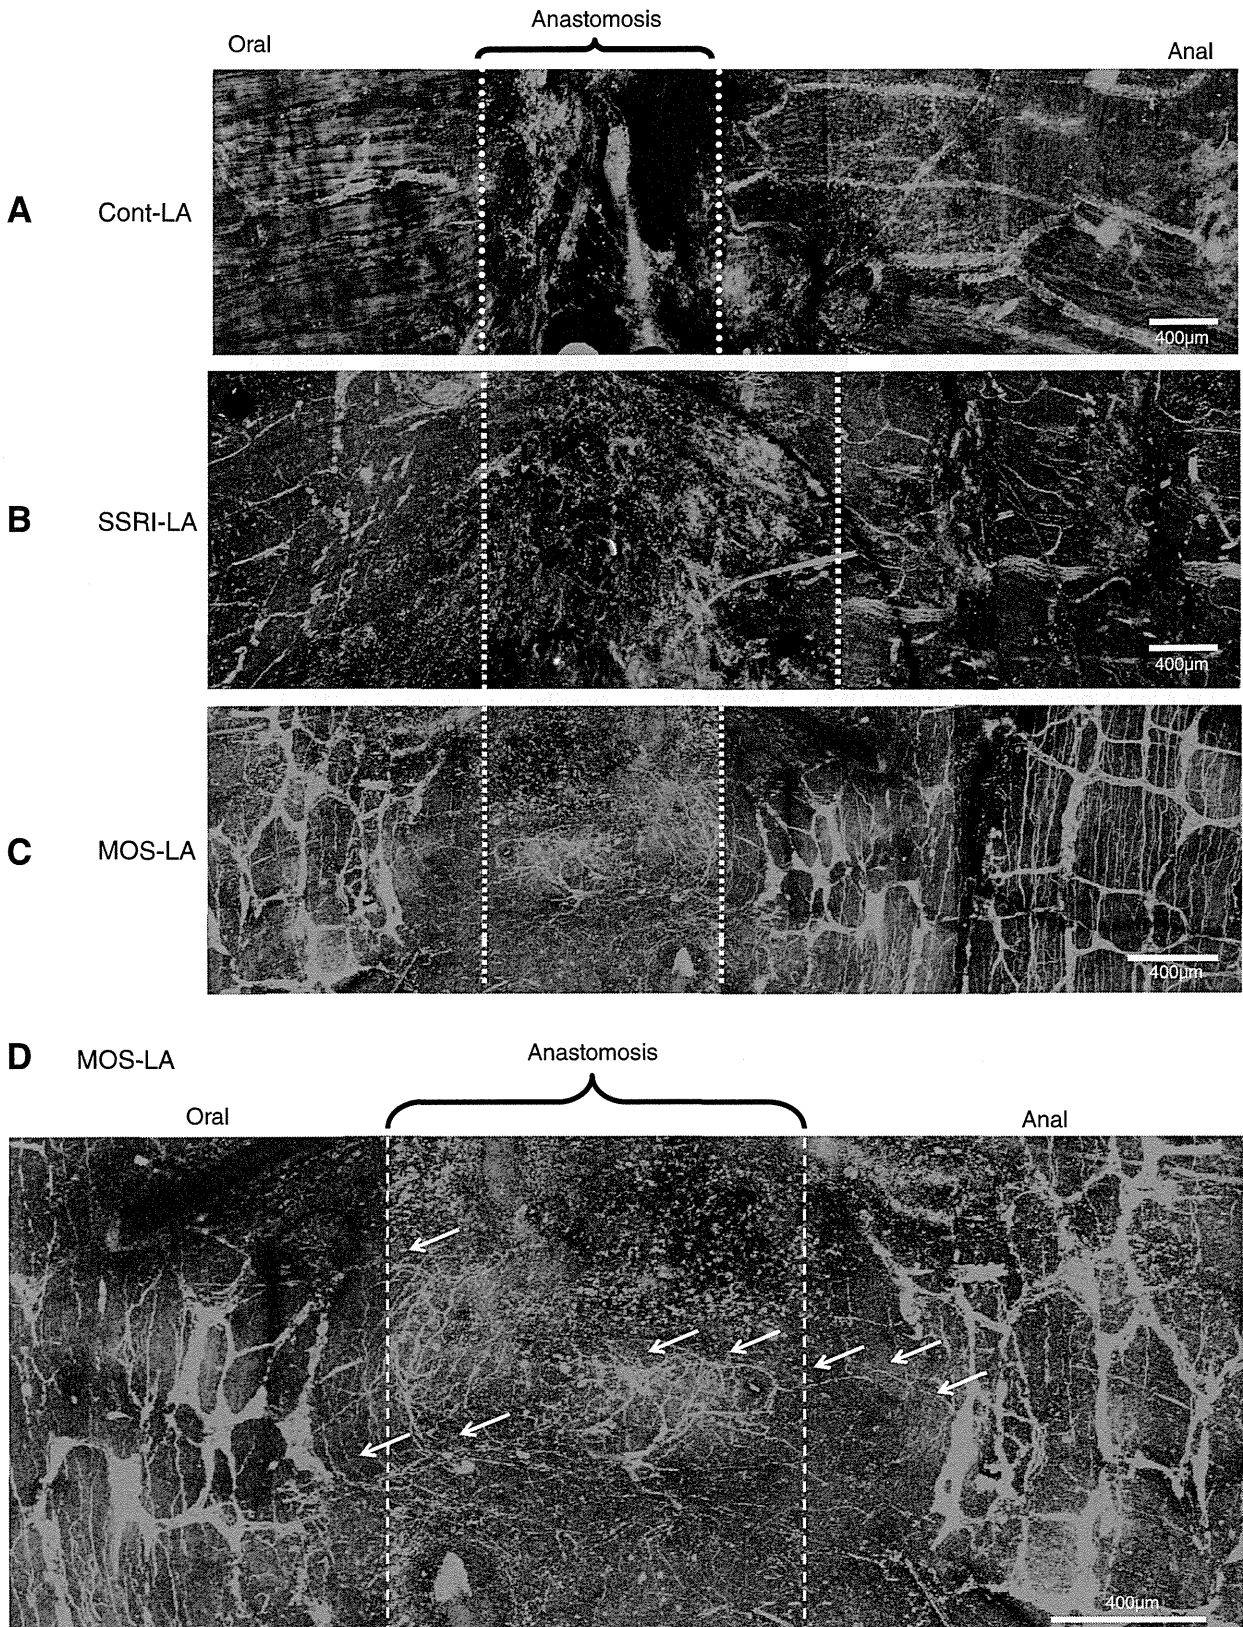 Anastomosis
Oral
Anal
A
Cont-LA
400µm
B
SSRI-LA
400µm
C
MOS-LA
400µm
D
MOS-LA
Anastomosis
Oral
Anal
400µm